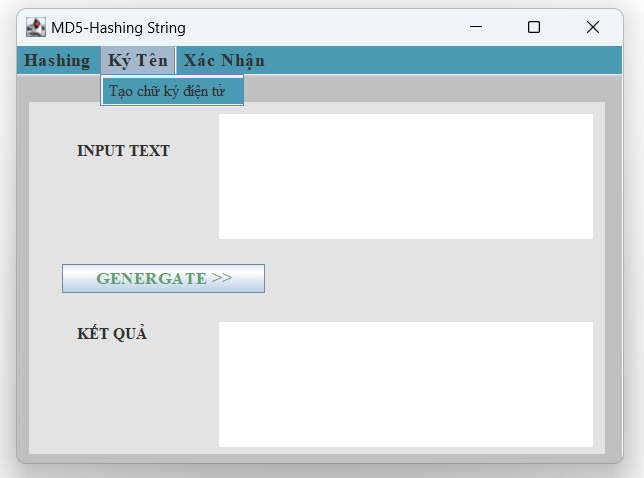 MD5-Hashing String
Hashing Ký Tên Xác Nhận
Tạo chữ ký điện tử
INPUT TEXT
GENERGATE >>
KẾT QUẢ